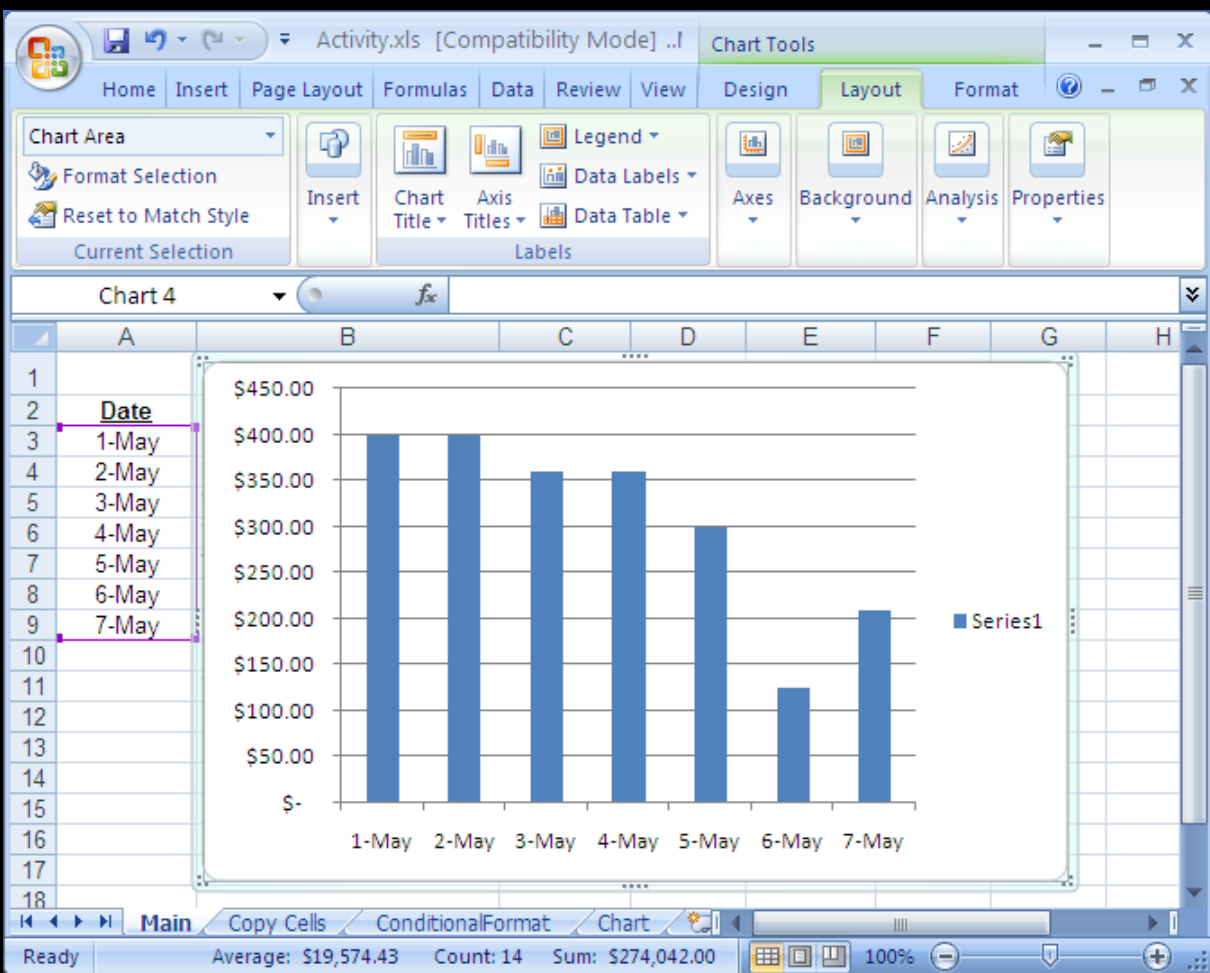 Activity.xls [Compatibility Mode] ..
Chart Tools
Home Insert Page Layout Formulas Data Review View Design Layout Format
Chart Area
Format Selection
Reset to Match Style
Current Selection
Insert
Chart Title
Axis Titles
Legend
Data Labels
Data Table
Labels
Axes
Background
Analysis
Properties
Chart 4
fx
A B C D E F G H
1
2 Date
3 1-May
4 2-May
5 3-May
6 4-May
7 5-May
8 6-May
9 7-May
10
11
12
13
14
15
16
17
18
$450.00
$400.00
$350.00
$300.00
$250.00
$200.00
$150.00
$100.00
$50.00
$-
1-May 2-May 3-May 4-May 5-May 6-May 7-May
Series1
Main Copy Cells ConditionalFormat Chart
Ready Average: $19,574.43 Count: 14 Sum: $274,042.00 100%